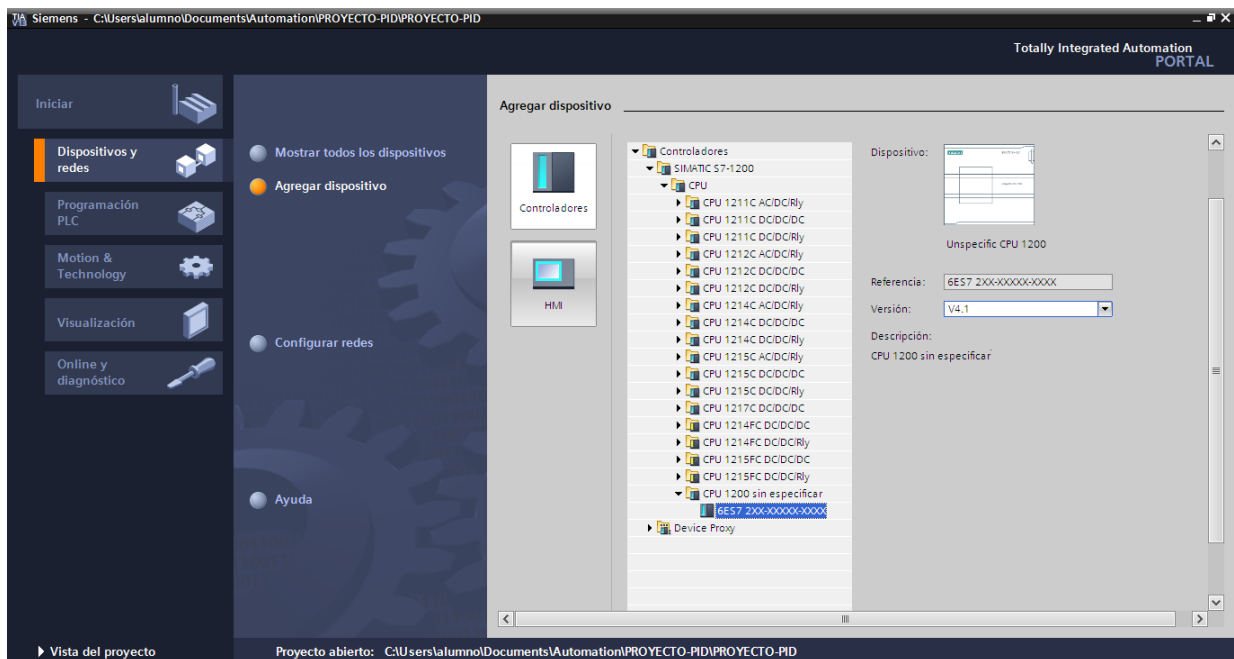 Siemens - C:\Users\alumno\Documents\Automation\PROYECTO-PID\PROYECTO-PID
Totally Integrated Automation
PORTAL
Iniciar
Dispositivos y
redes
Programación
PLC
Motion &
Technology
Visualización
Online y
diagnóstico
Vista del proyecto
Mostrar todos los dispositivos
Agregar dispositivo
Configurar redes
Ayuda
Agregar dispositivo
Controladores
HMI
Controladores
SIMATIC S7-1200
CPU
CPU 1211C AC/DC/Rly
CPU 1211C DC/DC/DC
CPU 1211C DC/DC/Rly
CPU 1212C AC/DC/Rly
CPU 1212C DC/DC/DC
CPU 1212C DC/DC/Rly
CPU 1214C AC/DC/Rly
CPU 1214C DC/DC/DC
CPU 1214C DC/DC/Rly
CPU 1215C AC/DC/Rly
CPU 1215C DC/DC/DC
CPU 1215C DC/DC/Rly
CPU 1217C DC/DC/DC
CPU 1214FC DC/DC/DC
CPU 1214FC DC/DC/Rly
CPU 1215FC DC/DC/DC
CPU 1215FC DC/DC/Rly
CPU 1200 sin especificar
6ES7 2XX-XXXXX-XXXX
Device Proxy
Dispositivo:
Unspecific CPU 1200
Referencia: 6ES7 2XX-XXXXX-XXXX
Versión: V4.1
Descripción:
CPU 1200 sin especificar
Proyecto abierto: C:\Users\alumno\Documents\Automation\PROYECTO-PID\PROYECTO-PID